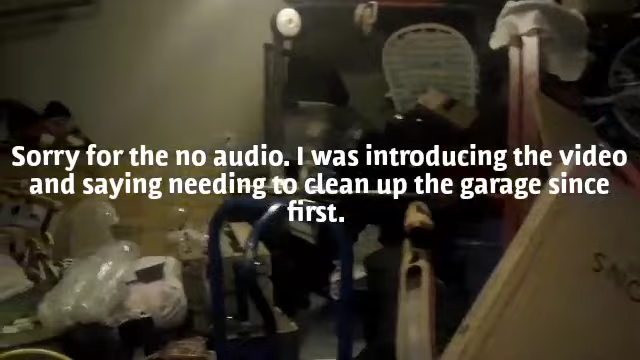 Sorry for the no audio. I was introducing the video
and saying needing to clean up the garage since
first.